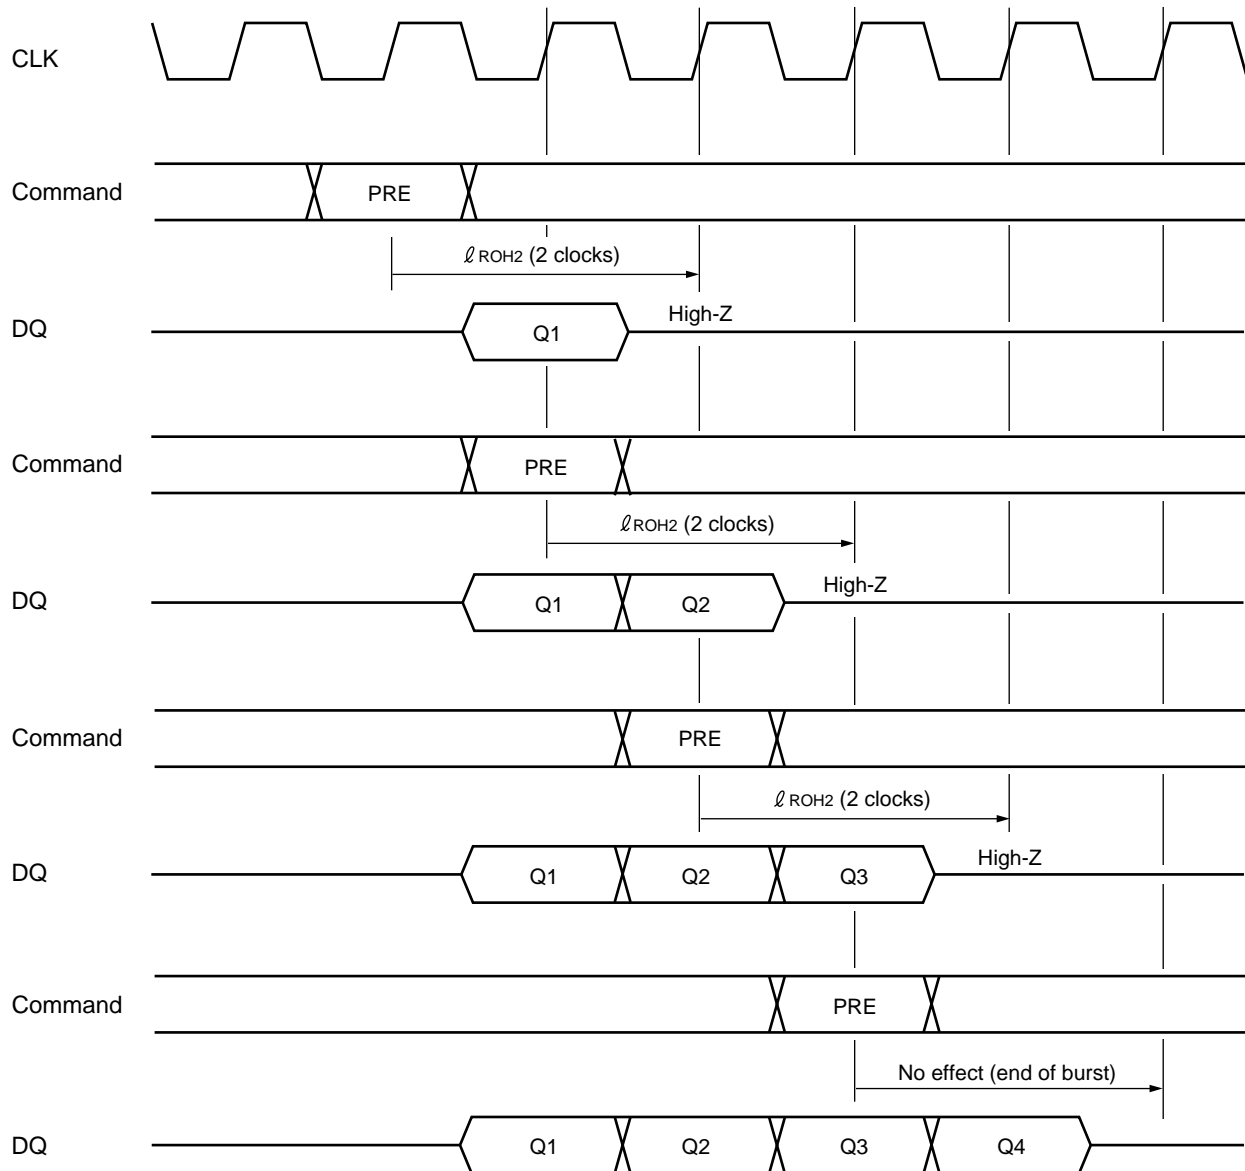 CLK
Command
PRE
ℓ ROH2 (2 clocks)
DQ
Q1
High-Z
Command
PRE
ℓ ROH2 (2 clocks)
DQ
Q1 Q2
High-Z
Command
PRE
ℓ ROH2 (2 clocks)
DQ
Q1 Q2 Q3
High-Z
Command
PRE
No effect (end of burst)
DQ
Q1 Q2 Q3 Q4